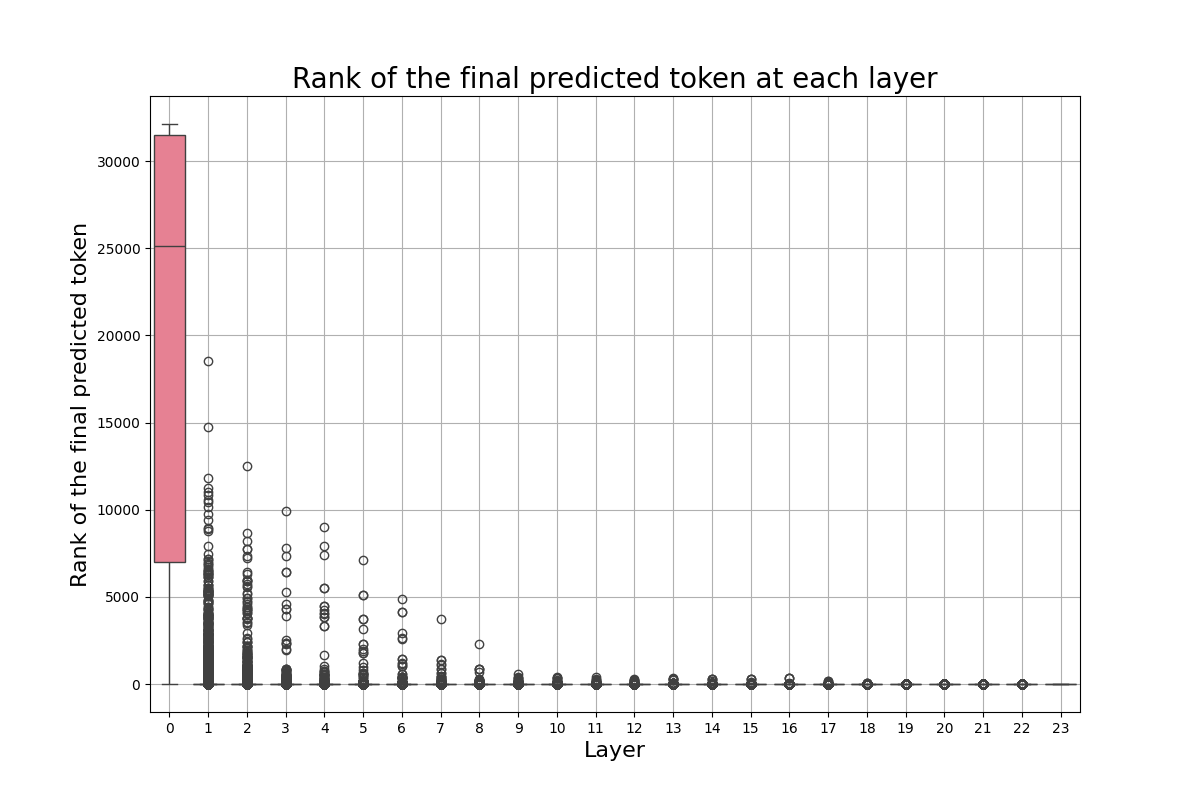 Rank of the final predicted token at each layer
Rank of the final predicted token
30000
25000
20000
15000
10000
5000
0
0 1 2 3 4 5 6 7 8 9 10 11 12 13 14 15 16 17 18 19 20 21 22 23
Layer